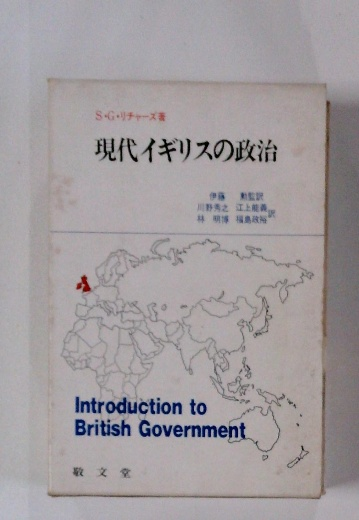 S・G・リチャーズ著
現代イギリスの政治
伊藤 勲監訳
川野秀之 江上能義
林 明博 福島政裕
訳
Introduction to
British Government
敬文堂